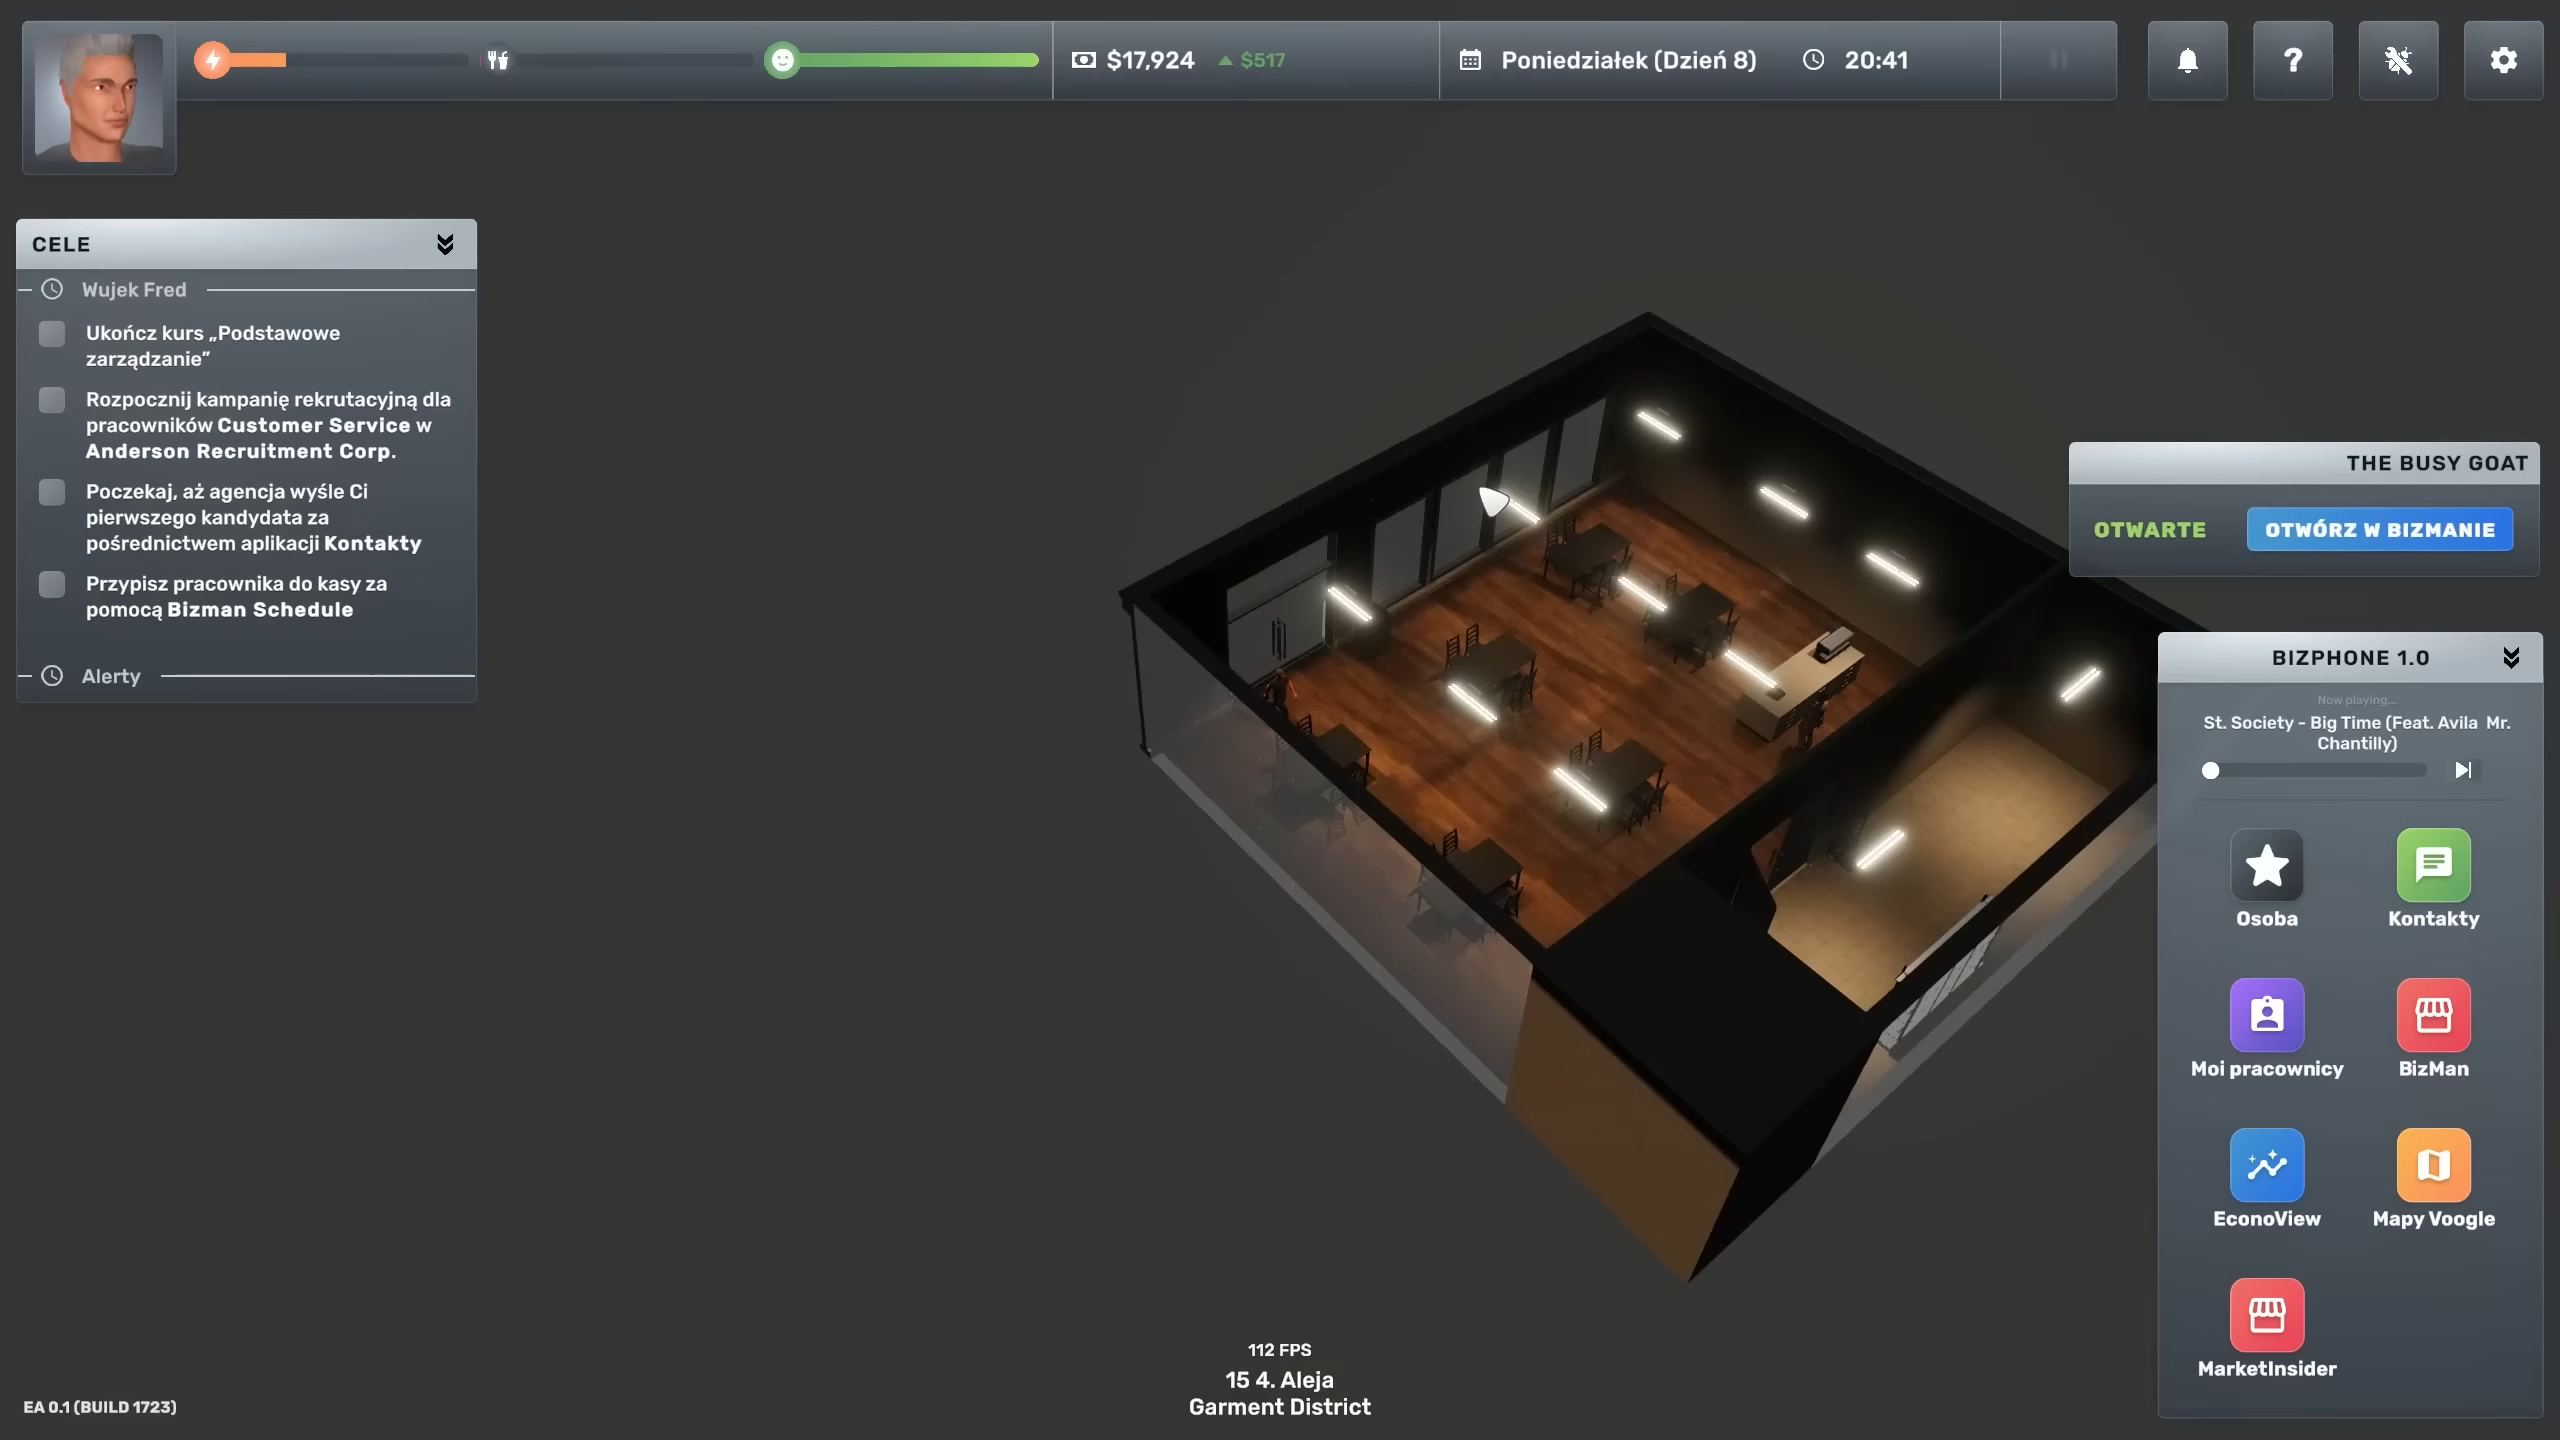 $17,924
$517
Poniedziałek (Dzień 8)
20:41
?
CELE
Wujek Fred
Ukończ kurs „Podstawowe
zarządzanie”
Rozpocznij kampanię rekrutacyjną dla
pracowników Customer Service w
Anderson Recruitment Corp.
Poczekaj, aż agencja wyśle Ci
pierwszego kandydata za
pośrednictwem aplikacji Kontakty
Przypisz pracownika do kasy za
pomocą Bizman Schedule
Alerty
THE BUSY GOAT
OTWARTE
OTWÓRZ W BIZMANIE
BIZPHONE 1.0
Now playing...
St. Society - Big Time (Feat. Avila  Mr.
Chantilly)
Osoba
Kontakty
Moi pracownicy
BizMan
EconoView
Mapy Voogle
MarketInsider
112 FPS
15 4. Aleja
Garment District
EA 0.1 (BUILD 1723)